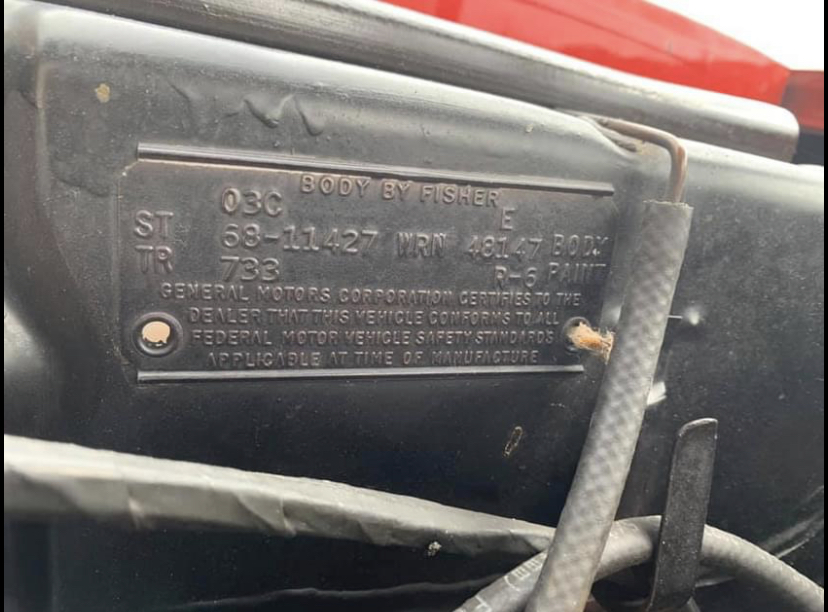 BODY BY FISHER
03C E
ST 68-11427 WRN 48147 BODY
TR 733 R-6 PAINT
GENERAL MOTORS CORPORATION CERTIFIES TO THE
DEALER THAT THIS VEHICLE CONFORMS TO ALL
FEDERAL MOTOR VEHICLE SAFETY STANDARDS
APPLICABLE AT TIME OF MANUFACTURE